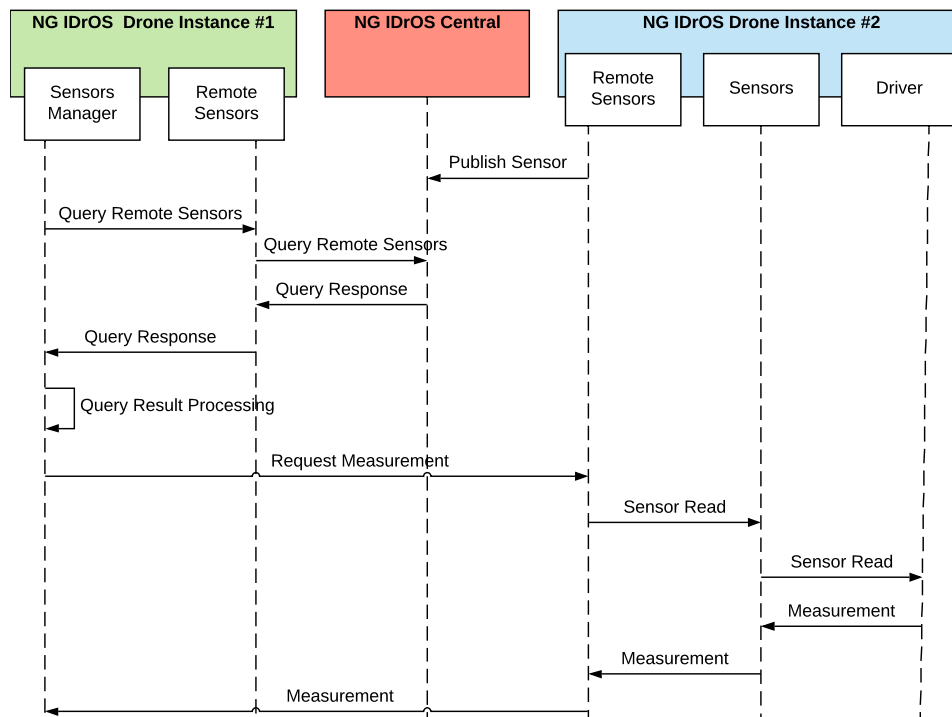 NG IDrOS  Drone Instance #1
NG IDrOS Central
NG IDrOS Drone Instance #2
Sensors
Manager
Remote
Sensors
Remote
Sensors
Sensors
Driver
Publish Sensor
Query Remote Sensors
Query Remote Sensors
Query Response
Query Response
Query Result Processing
Request Measurement
Sensor Read
Sensor Read
Measurement
Measurement
Measurement